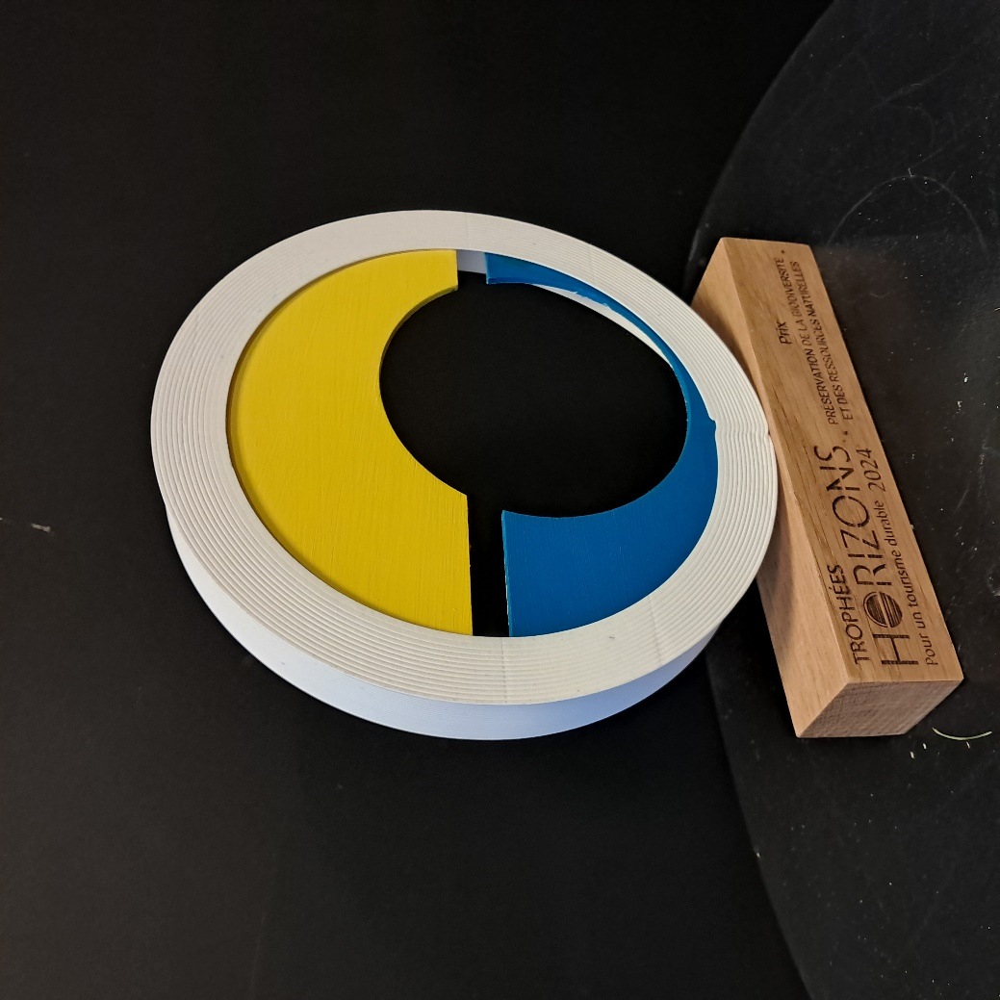 Prix
PRÉSERVATION DE LA BIODIVERSITÉ
ET DES RESSOURCES NATURELLES
TROPHÉES
HORIZONS
Pour un tourisme durable 2024